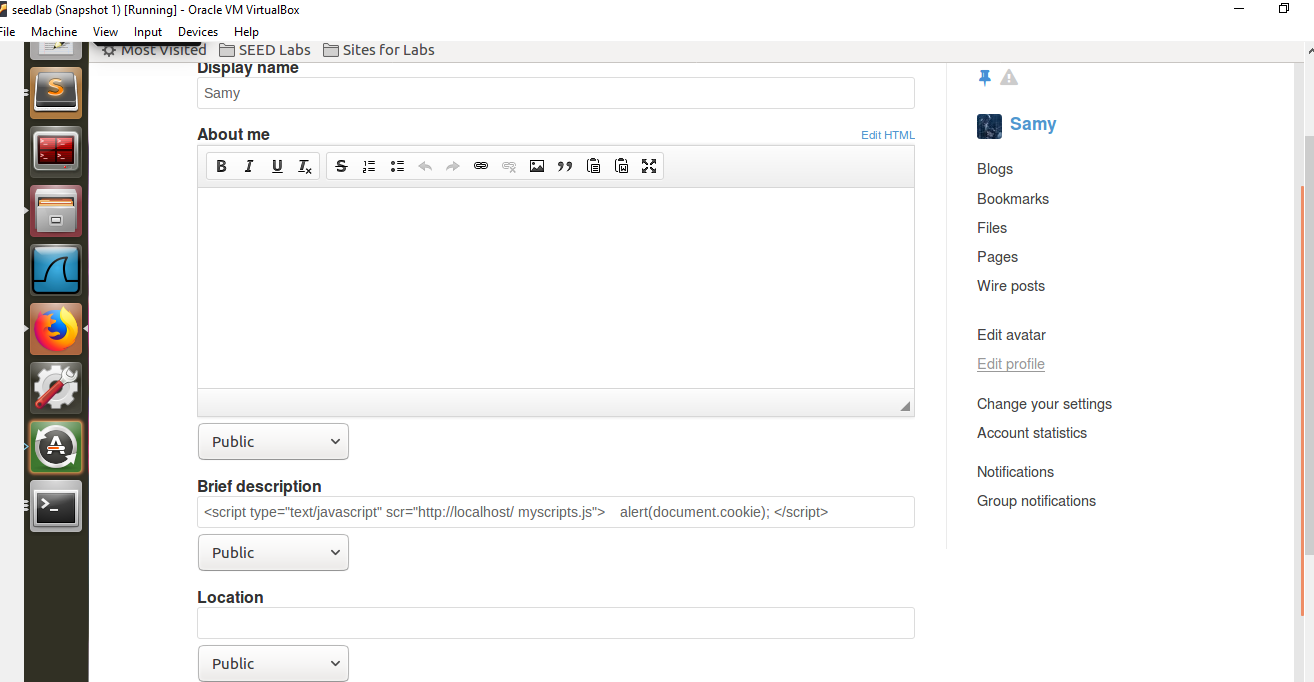 seedlab (Snapshot 1) [Running] - Oracle VM VirtualBox
File Machine View Input Devices Help
Most Visited SEED Labs Sites for Labs
Display name
Samy
About me Edit HTML
B I U Ix S
Public
Brief description
<script type="text/javascript" scr="http://localhost/ myscripts.js"> alert(document.cookie); </script>
Public
Location
Public
Samy
Blogs
Bookmarks
Files
Pages
Wire posts
Edit avatar
Edit profile
Change your settings
Account statistics
Notifications
Group notifications